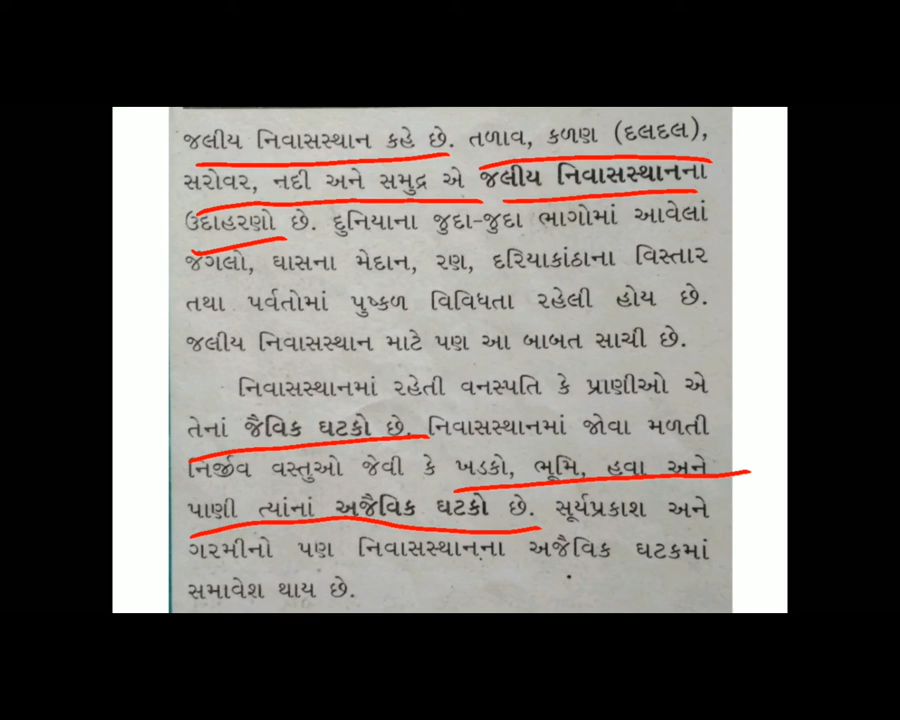 જલીય નિવાસસ્થાન કહે છે. તળાવ, કળણ (દલદલ),
સરોવર, નદી અને સમુદ્ર એ જલીય નિવાસસ્થાનના
ઉદાહરણો છે. દુનિયાના જુદા-જુદા ભાગોમાં આવેલાં
જંગલો, ઘાસના મેદાન, રણ, દરિયાકાંઠાના વિસ્તાર
તથા પર્વતોમાં પુષ્કળ વિવિધતા રહેલી હોય છે.
જલીય નિવાસસ્થાન માટે પણ આ બાબત સાચી છે.
નિવાસસ્થાનમાં રહેતી વનસ્પતિ કે પ્રાણીઓ એ
તેનાં જૈવિક ઘટકો છે. નિવાસસ્થાનમાં જોવા મળતી
નિર્જીવ વસ્તુઓ જેવી કે ખડકો, ભૂમિ, હવા અને
પાણી ત્યાંનાં અજૈવિક ઘટકો છે. સૂર્યપ્રકાશ અને
ગરમીનો પણ નિવાસસ્થાનના અજૈવિક ઘટકમાં
સમાવેશ થાય છે.